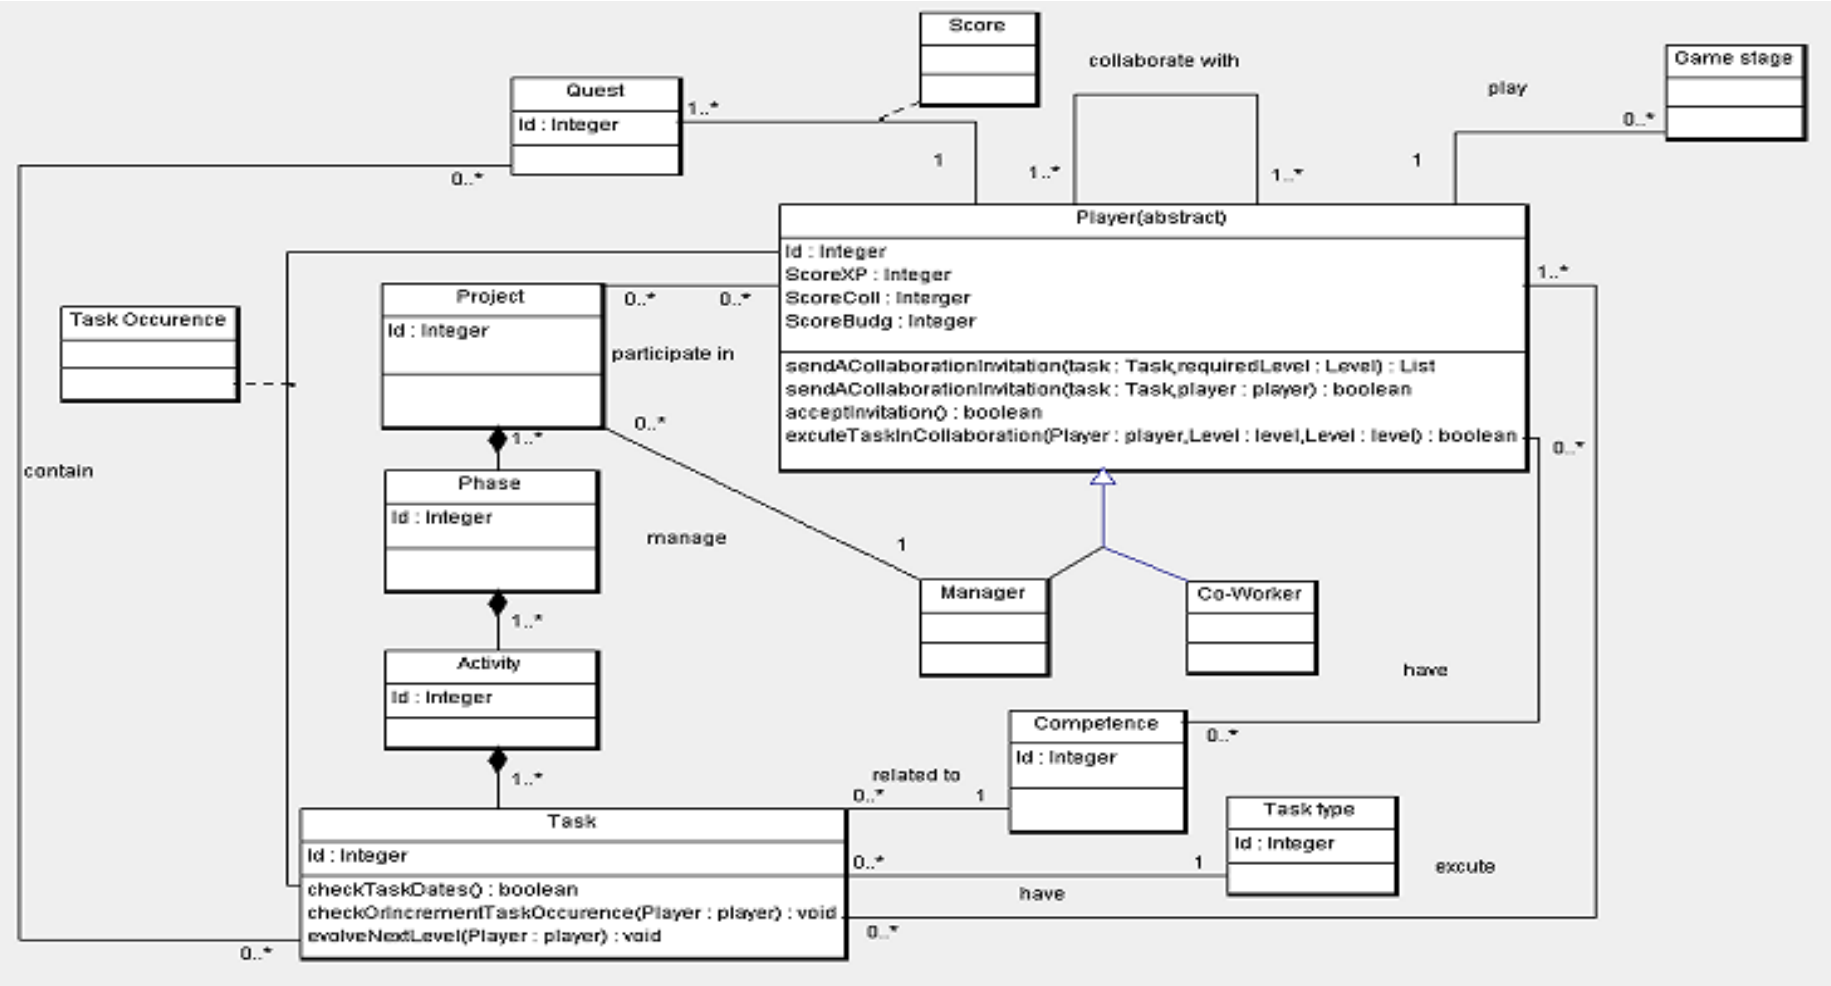 Score
collaborate with
Game stage
play
Quest
1..*
Id : Integer
0..*
1
1..*
1..*
1
0..*
Player(abstract)
Id : Integer
ScoreXP : Integer
ScoreColl : Interger
ScoreBudg : Integer
sendACollaborationInvitation(task : Task,requiredLevel : Level) : List
sendACollaborationInvitation(task : Task,player : player) : boolean
acceptInvitation() : boolean
excuteTaskInCollaboration(Player : player,Level : level,Level : level) : boolean
1..*
0..*
Project
Id : Integer
0..*
0..*
participate in
Task Occurence
0..*
1..*
contain
Phase
Id : Integer
manage
1
1..*
Manager
Co-Worker
Activity
Id : Integer
have
1..*
Competence
Id : Integer
0..*
related to
0..*
1
Task type
Id : Integer
Task
Id : Integer
checkTaskDates() : boolean
checkOrIncrementTaskOccurence(Player : player) : void
evolveNextLevel(Player : player) : void
0..*
1
have
excute
0..*
0..*